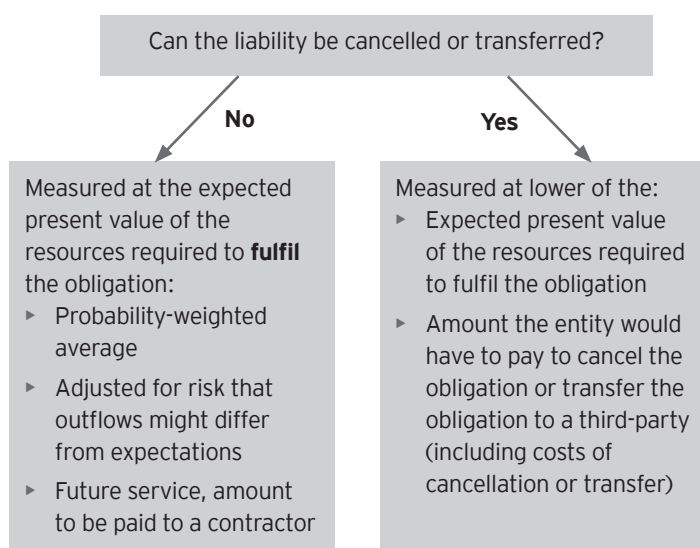 Can the liability be cancelled or transferred?
No
Yes
Measured at the expected
present value of the
resources required to fulfil
the obligation:
▸ Probability-weighted
average
▸ Adjusted for risk that
outflows might differ
from expectations
▸ Future service, amount
to be paid to a contractor
Measured at lower of the:
▸ Expected present value
of the resources required
to fulfil the obligation
▸ Amount the entity would
have to pay to cancel the
obligation or transfer the
obligation to a third-party
(including costs of
cancellation or transfer)